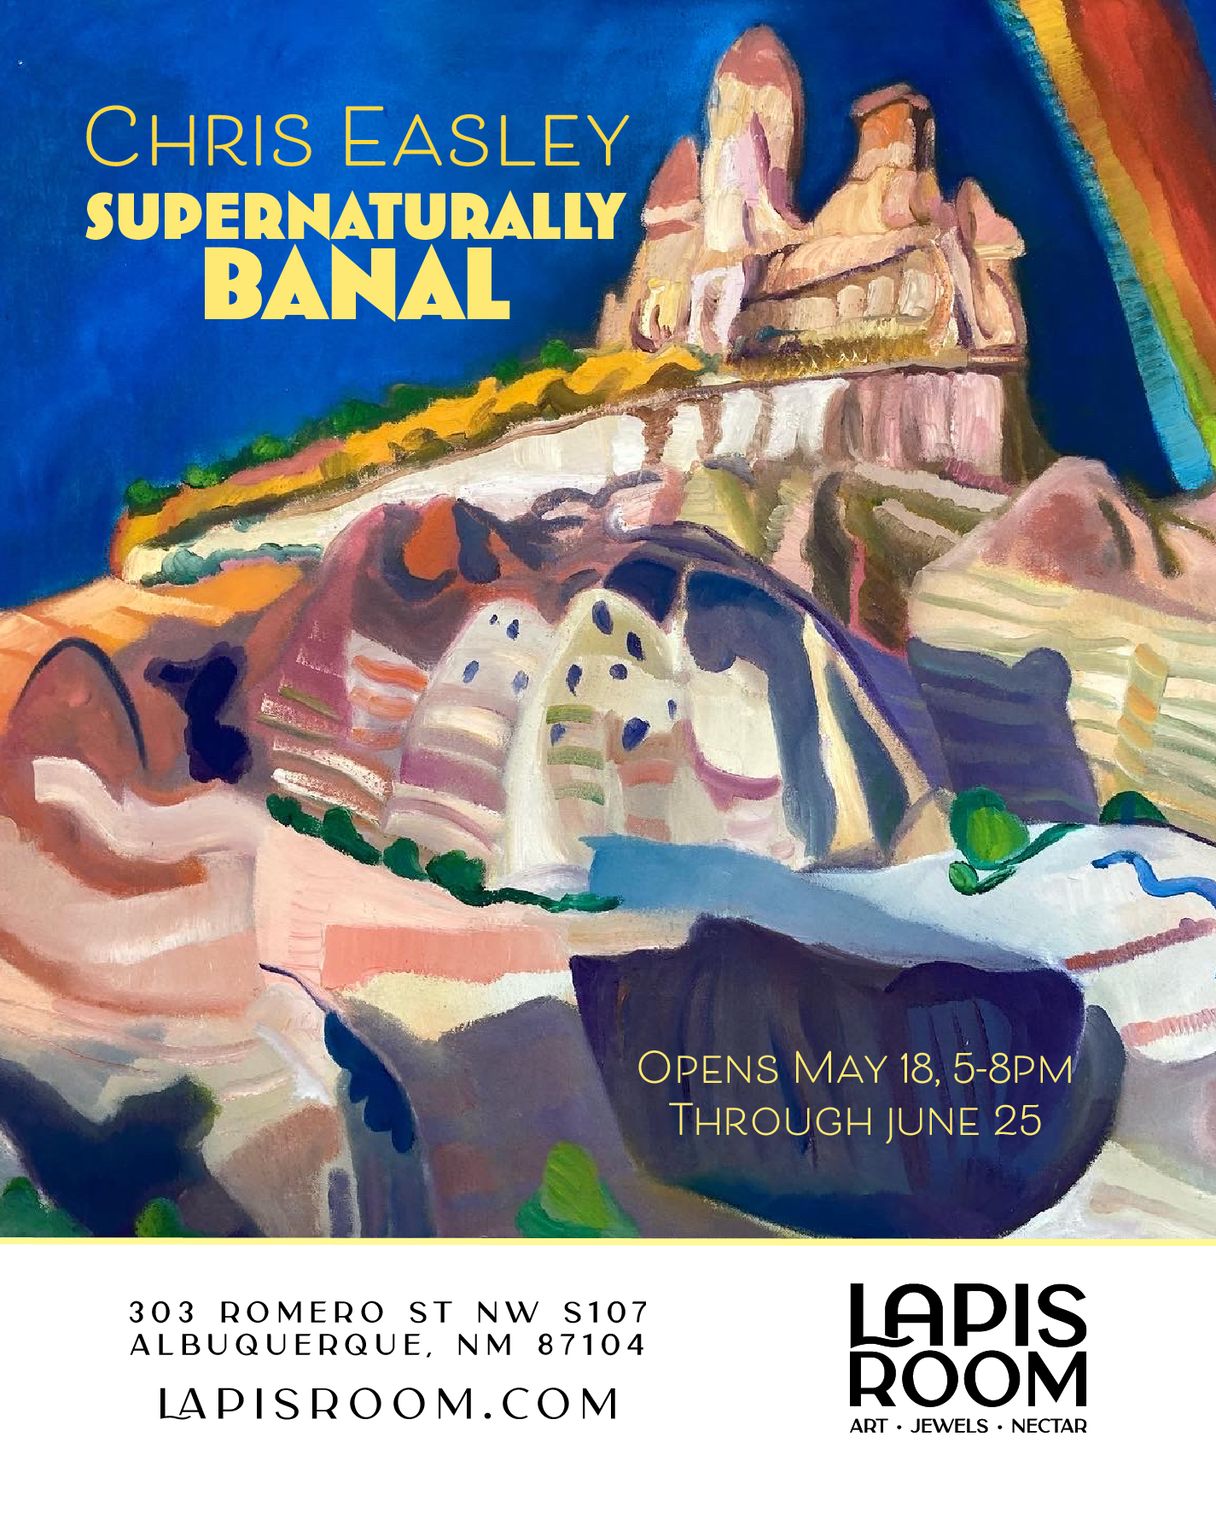 Chris Easley
SUPERNATURALLY
BANAL
Opens May 18, 5-8pm
Through June 25
303 ROMERO ST NW S107
ALBUQUERQUE, NM 87104
LAPISROOM.COM
LAPIS
ROOM
ART • JEWELS • NECTAR